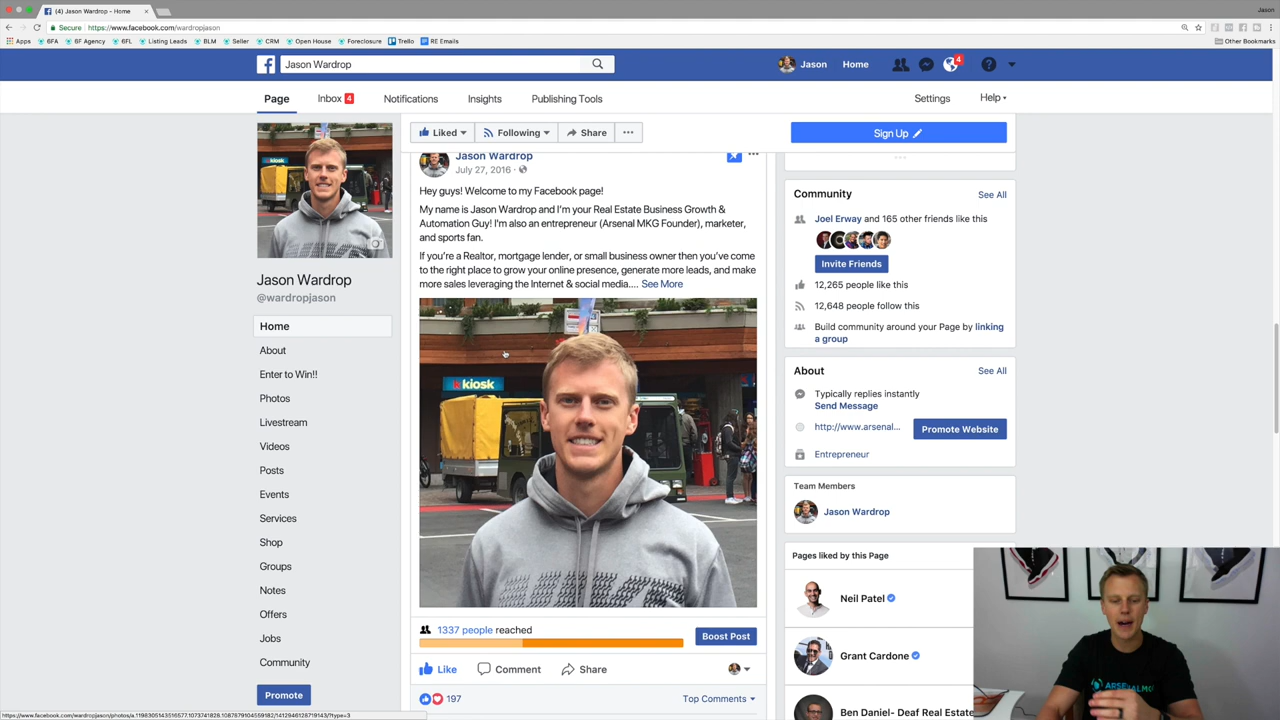 Jason
(4) Jason Wardrop - Home
Secure https://www.facebook.com/wardropjason
Apps 6FA 6F Agency 6FL Listing Leads BLM Seller CRM Open House Foreclosure Trello RE Emails Other Bookmarks
Jason Wardrop
Jason Home 4
Page Inbox 4 Notifications Insights Publishing Tools Settings Help
Liked Following Share Sign Up
Jason Wardrop
July 27, 2016
Hey guys! Welcome to my Facebook page!
My name is Jason Wardrop and I'm your Real Estate Business Growth &
Automation Guy! I'm also an entrepreneur (Arsenal MKG Founder), marketer,
and sports fan.
If you're a Realtor, mortgage lender, or small business owner then you've come
to the right place to grow your online presence, generate more leads, and make
more sales leveraging the Internet & social media.... See More
kiosk
1337 people reached
Boost Post
Like Comment Share
197
Top Comments
kiosk
Jason Wardrop
@wardropjason
Home
About
Enter to Win!!
Photos
Livestream
Videos
Posts
Events
Services
Shop
Groups
Notes
Offers
Jobs
Community
Promote
Community See All
Joel Erway and 165 other friends like this
Invite Friends
12,265 people like this
12,648 people follow this
Build community around your Page by linking
a group
About See All
Typically replies instantly
Send Message
http://www.arsenal... Promote Website
Entrepreneur
Team Members
Jason Wardrop
Pages liked by this Page
Neil Patel
Grant Cardone
Ben Daniel- Deaf Real Estate